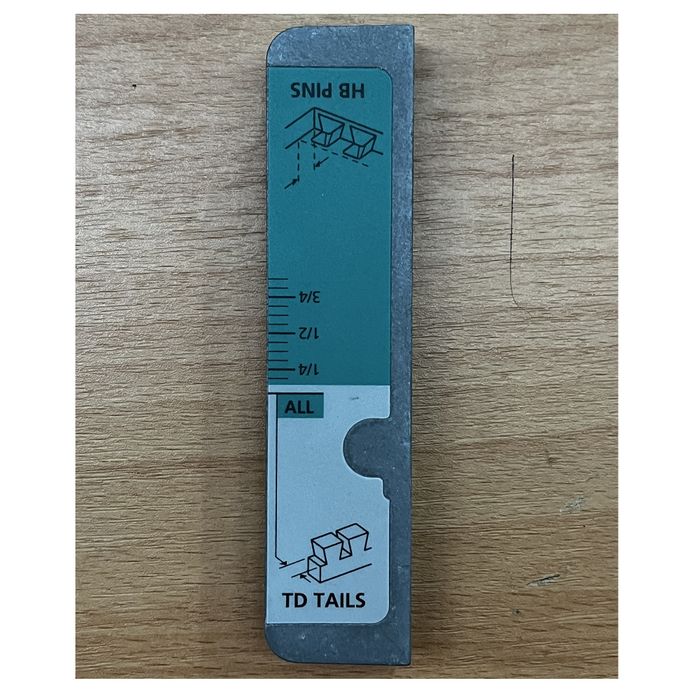 HB PINS
3/4
1/2
1/4
ALL
TD TAILS